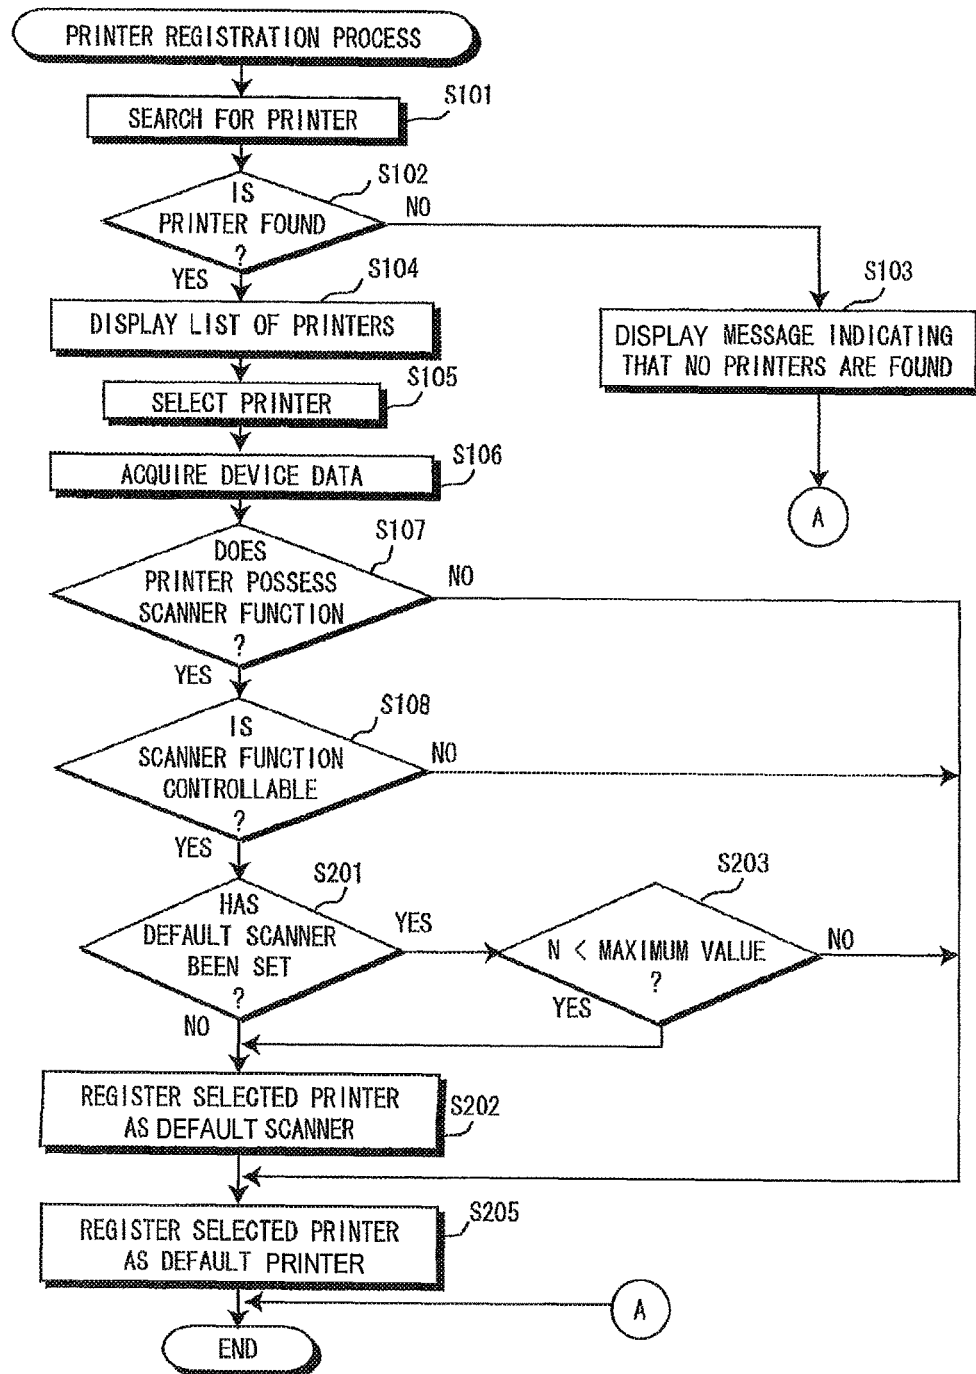 PRINTER REGISTRATION PROCESS
S101
SEARCH FOR PRINTER
S102
IS
PRINTER FOUND
?
NO
YES
S103
DISPLAY MESSAGE INDICATING
THAT NO PRINTERS ARE FOUND
A
S104
DISPLAY LIST OF PRINTERS
S105
SELECT PRINTER
S106
ACQUIRE DEVICE DATA
S107
DOES
PRINTER POSSESS
SCANNER FUNCTION
?
NO
YES
S108
IS
SCANNER FUNCTION
CONTROLLABLE
?
NO
YES
S201
HAS
DEFAULT SCANNER
BEEN SET
?
YES
NO
S203
N < MAXIMUM VALUE
?
NO
YES
REGISTER SELECTED PRINTER
AS DEFAULT SCANNER
S202
REGISTER SELECTED PRINTER
AS DEFAULT PRINTER
S205
A
END